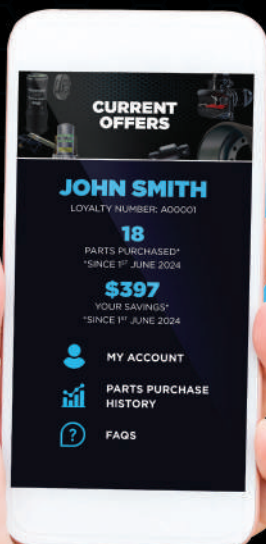 CURRENT
OFFERS
JOHN SMITH
LOYALTY NUMBER: A00001
18
PARTS PURCHASED*
*SINCE 1ST JUNE 2024
$397
YOUR SAVINGS*
*SINCE 1ST JUNE 2024
MY ACCOUNT
PARTS PURCHASE
HISTORY
?
FAQS